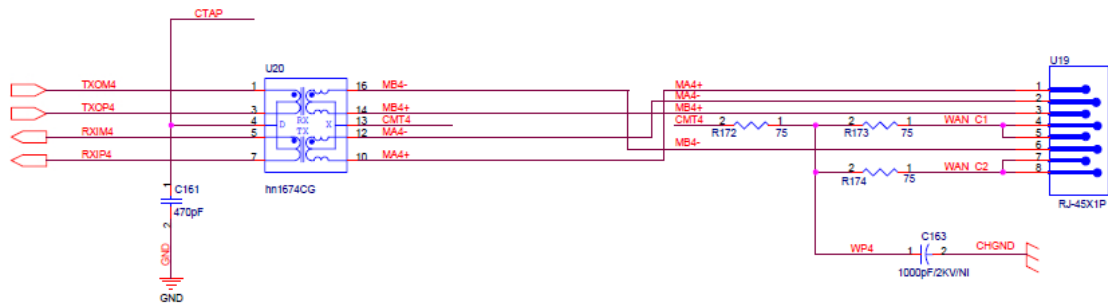 CTAP
U20
U19
TXOM4 1 16 MB4- MA4+ 1
MA4- 2
TXOP4 3 14 MB4+ MB4+ 3
4 D RX X 13 CMT4 CMT4 2 1 2 1 WAN_C1 4
TX
RXIM4 5 12 MA4- R172 75 R173 75 5
MB4- 6
RXIP4 7 10 MA4+ 7
2 1 WAN_C2 8
R174 75
hn1674CG
RJ-45X1P
1
C161
470pF
2
C163
WP4 1 2 CHGND
1000pF/2KV/NI
GND
GND